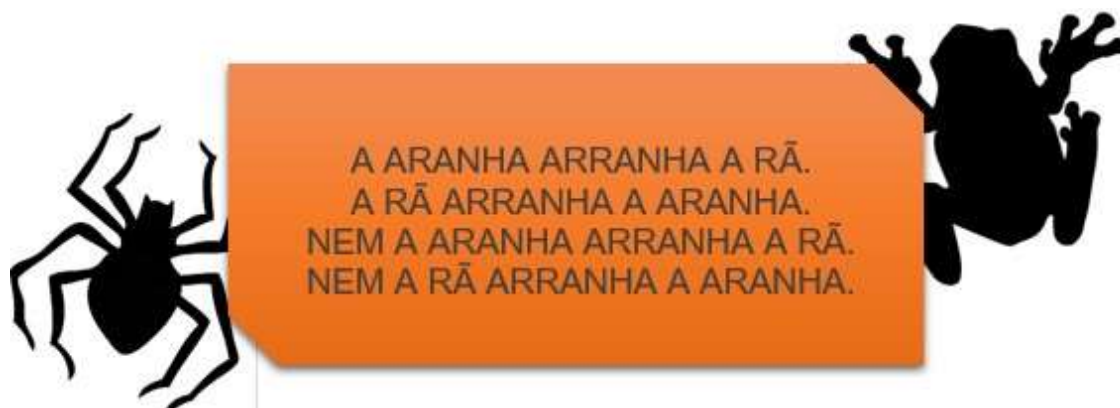 A ARANHA ARRANHA A RÃ.
A RÃ ARRANHA A ARANHA.
NEM A ARANHA ARRANHA A RÃ.
NEM A RÃ ARRANHA A ARANHA.